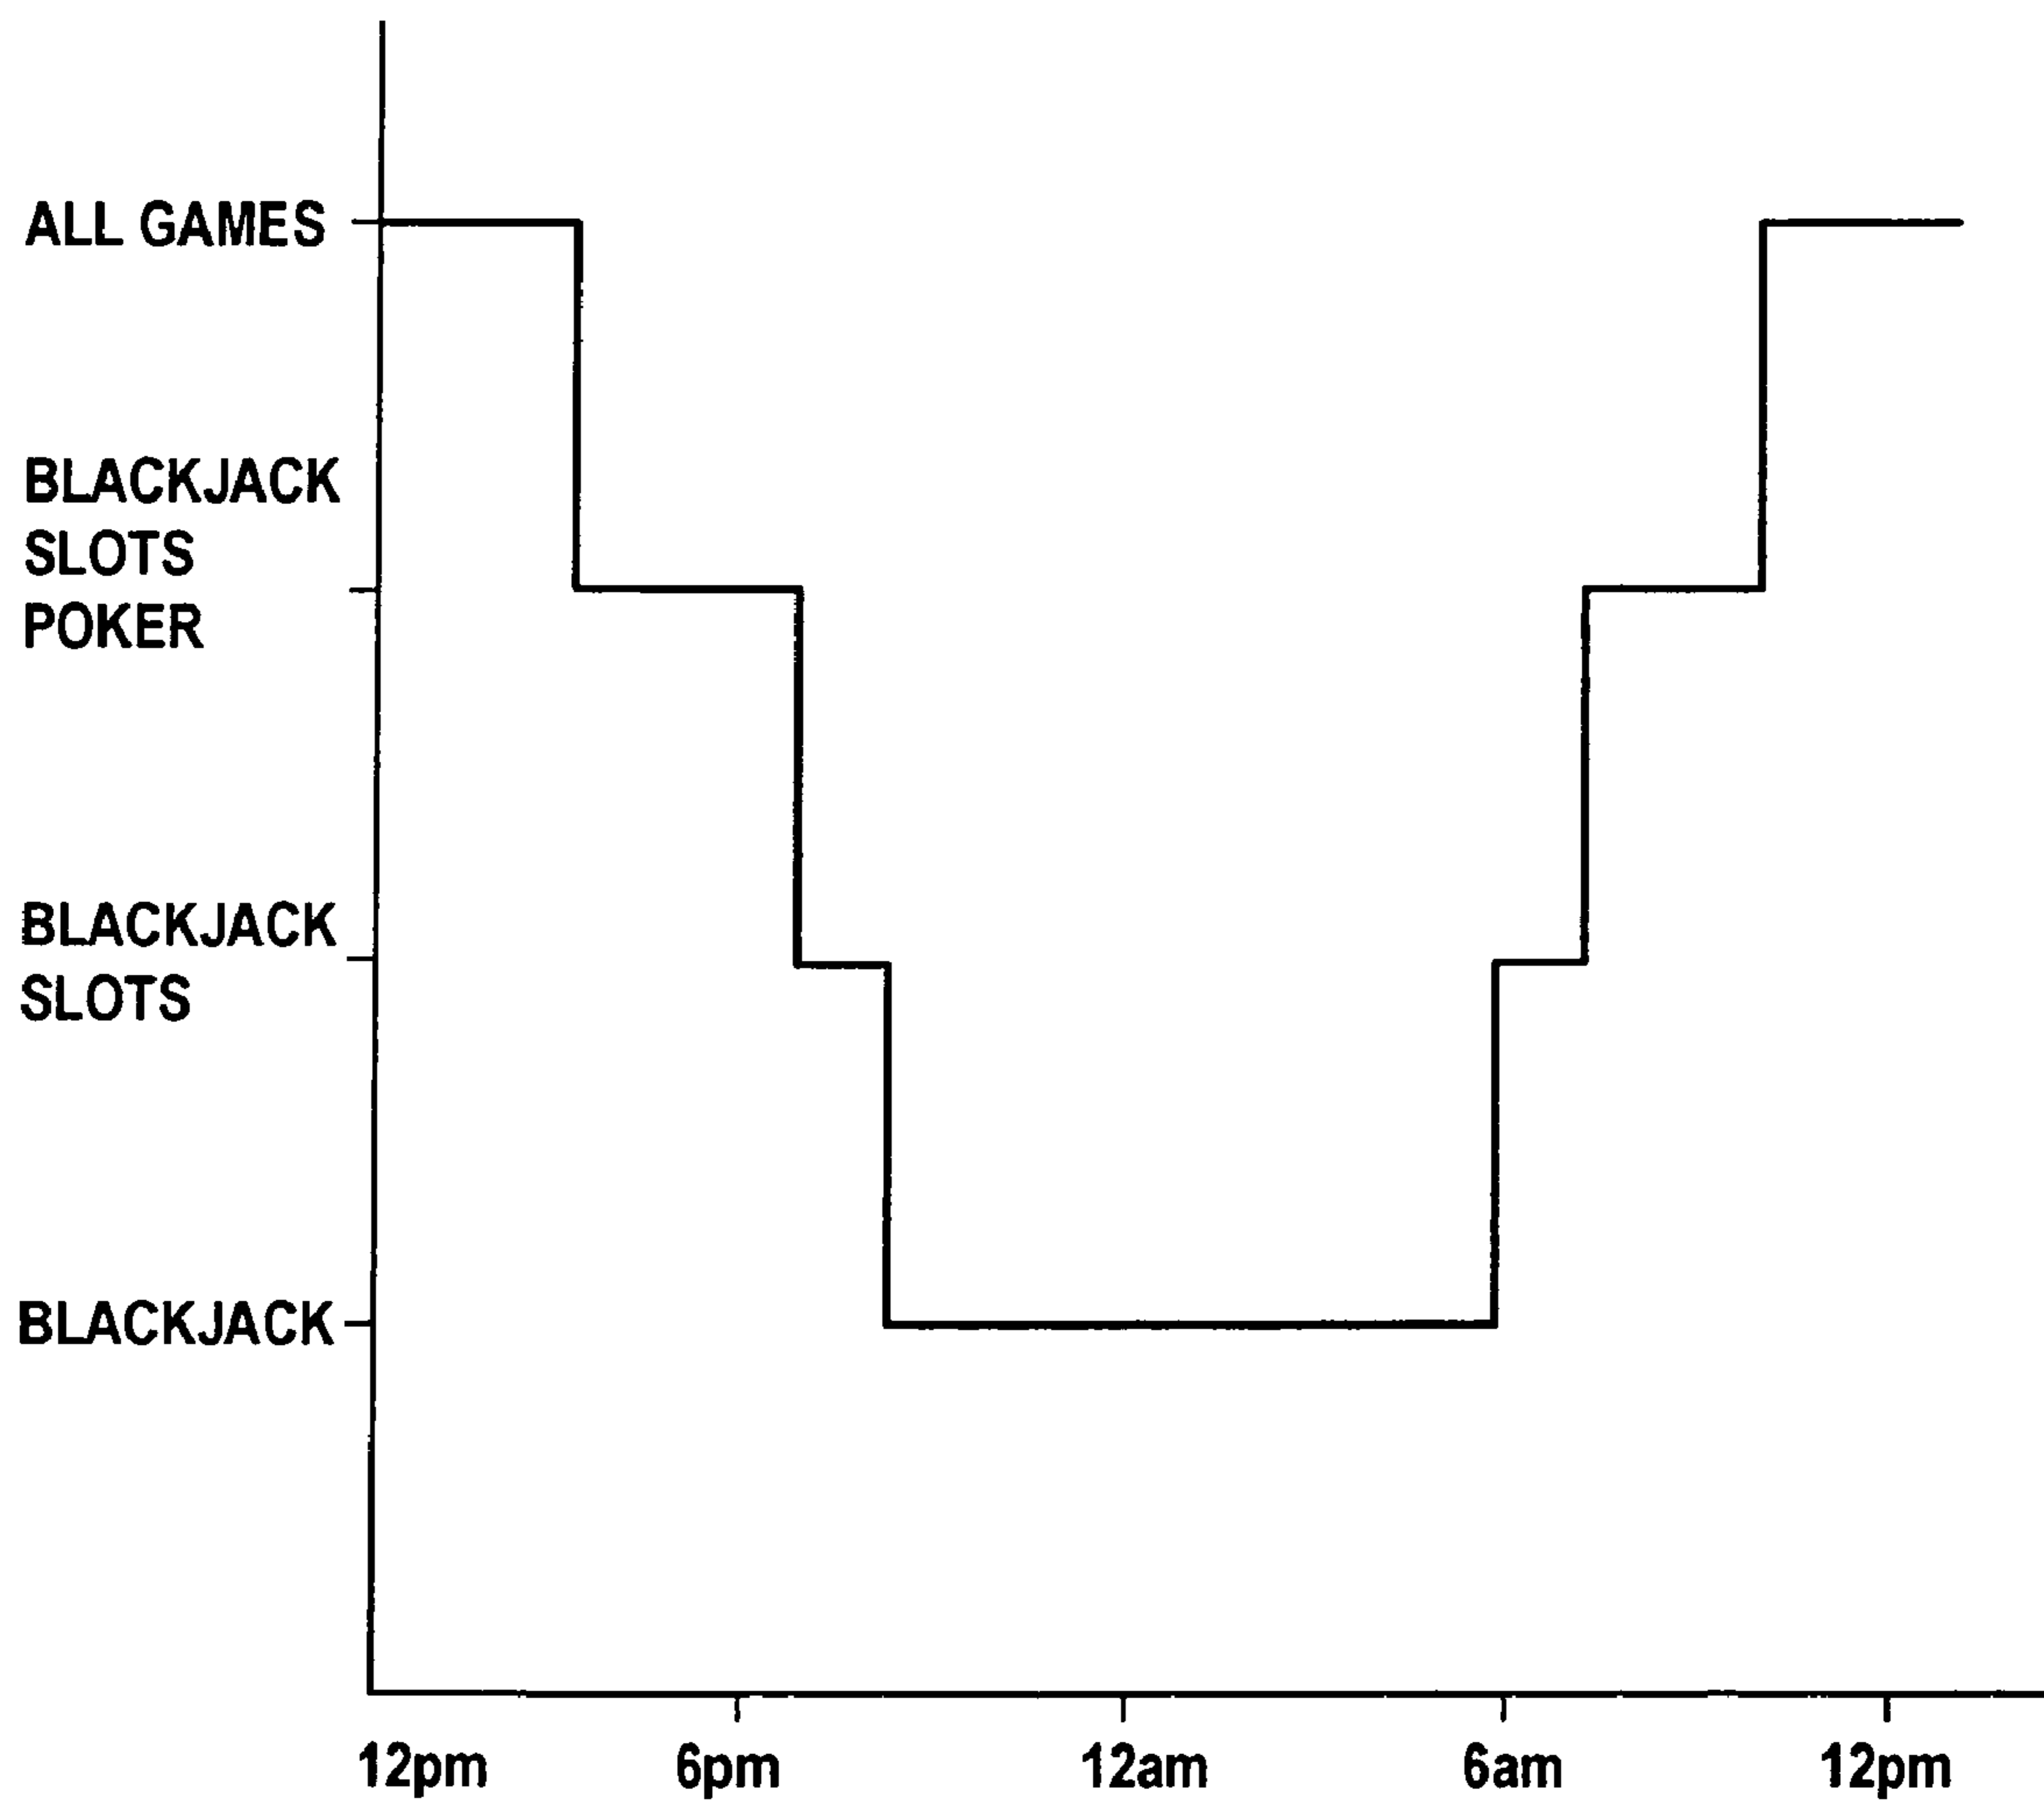 ALL GAMES
BLACKJACK
SLOTS
POKER
BLACKJACK
SLOTS
BLACKJACK
12pm 6pm 12am 6am 12pm